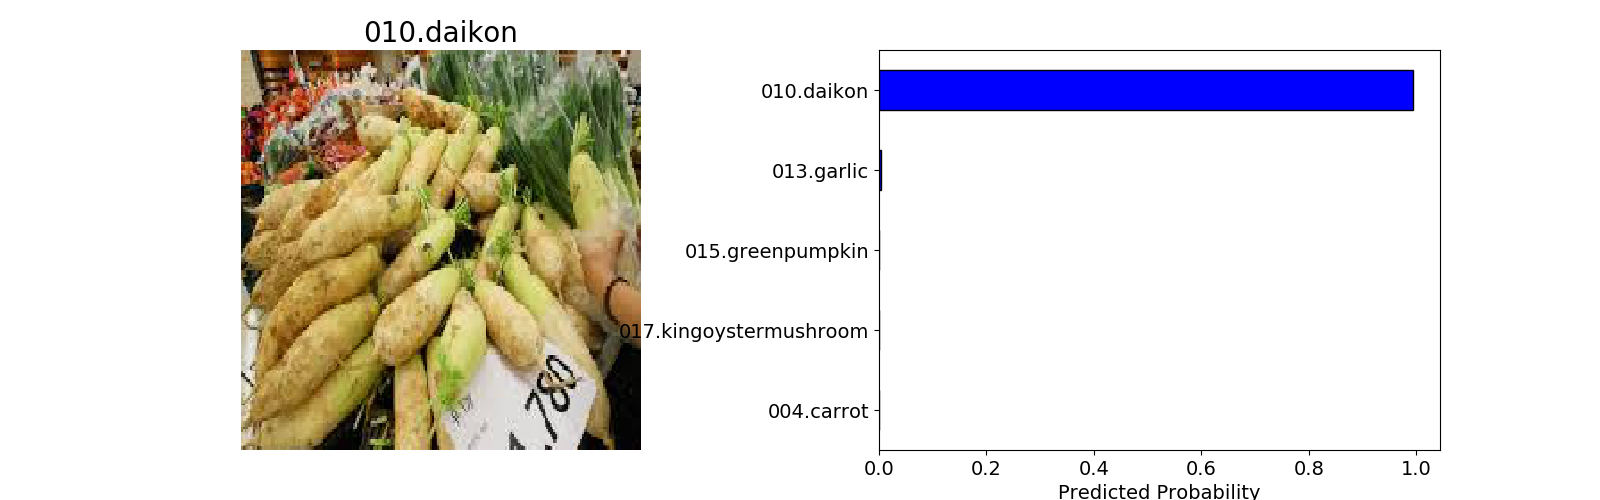 010.daikon
,780
010.daikon
013.garlic
015.greenpumpkin
017.kingoystermushroom
004.carrot
0.0 0.2 0.4 0.6 0.8 1.0
Predicted Probability